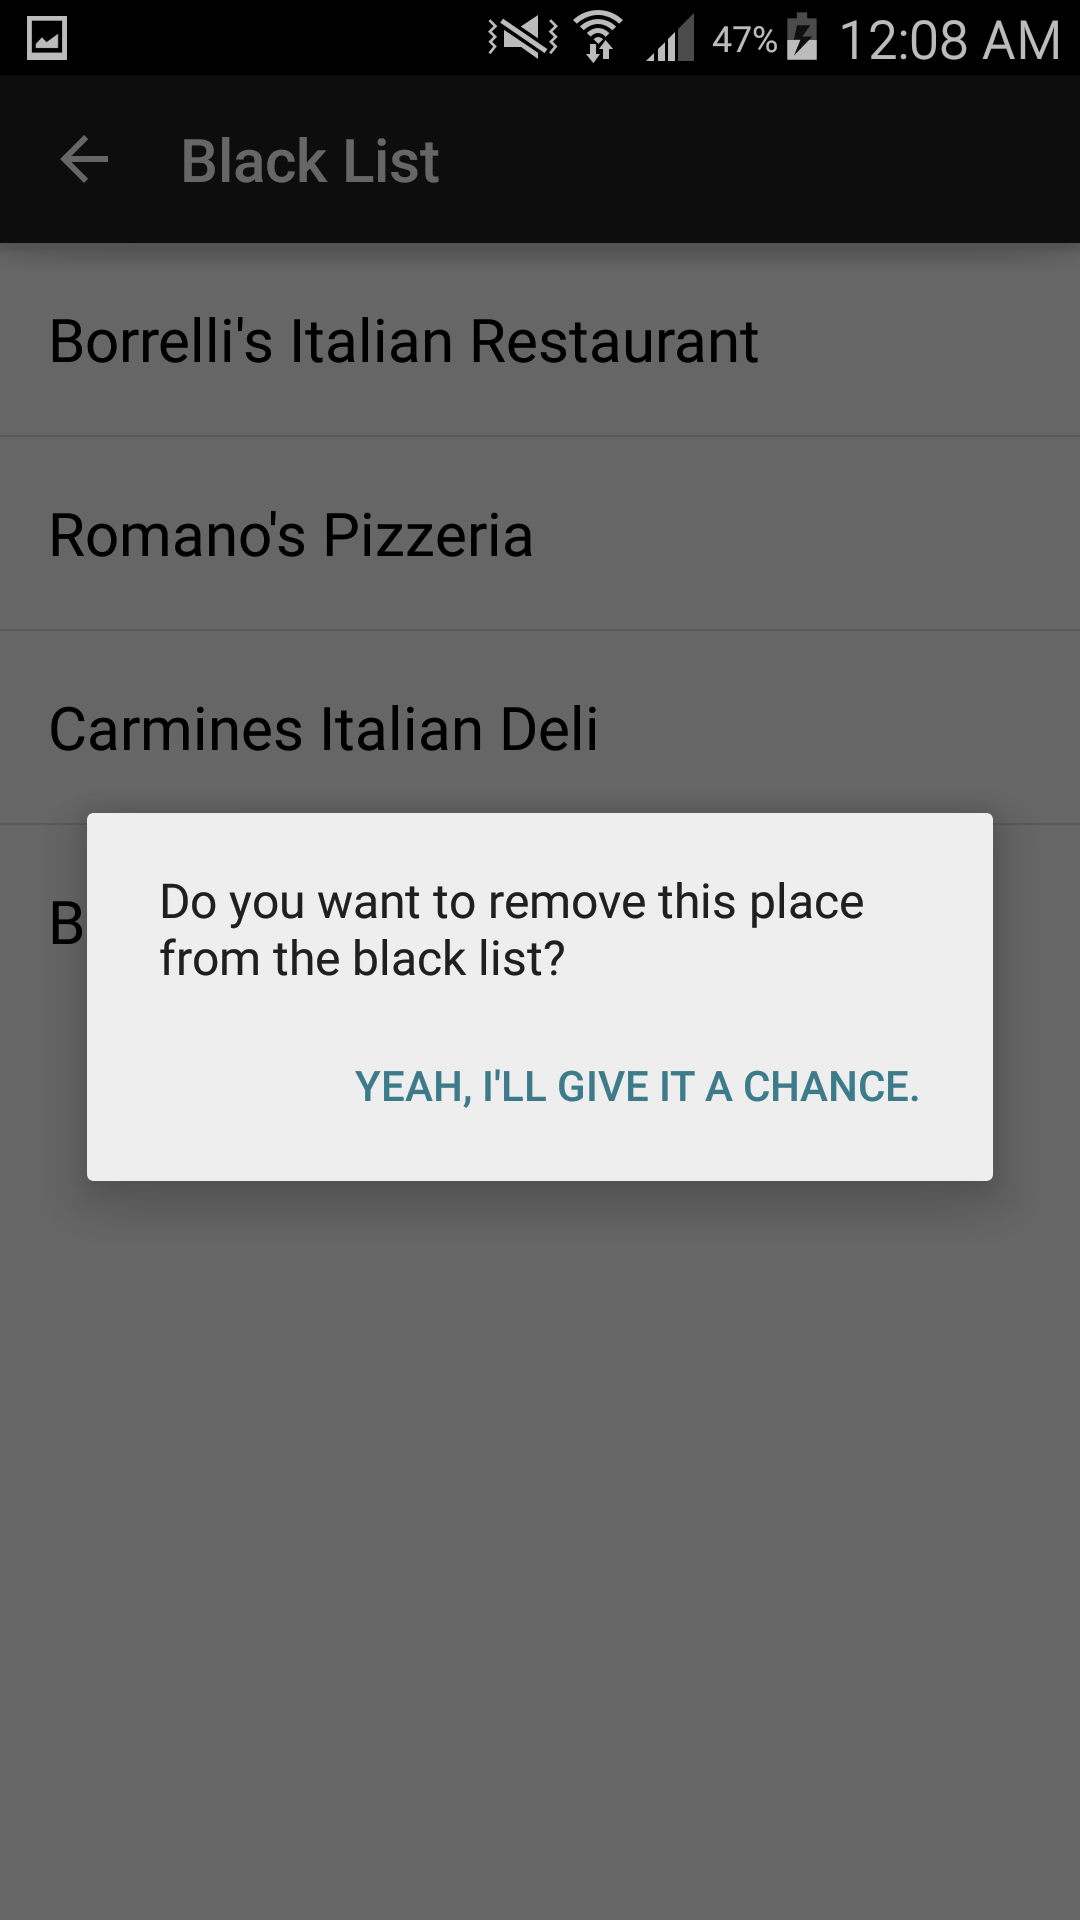 47% 12:08 AM
Black List
Borrelli's Italian Restaurant
Romano's Pizzeria
Carmines Italian Deli
B
Do you want to remove this place
from the black list?
YEAH, I'LL GIVE IT A CHANCE.